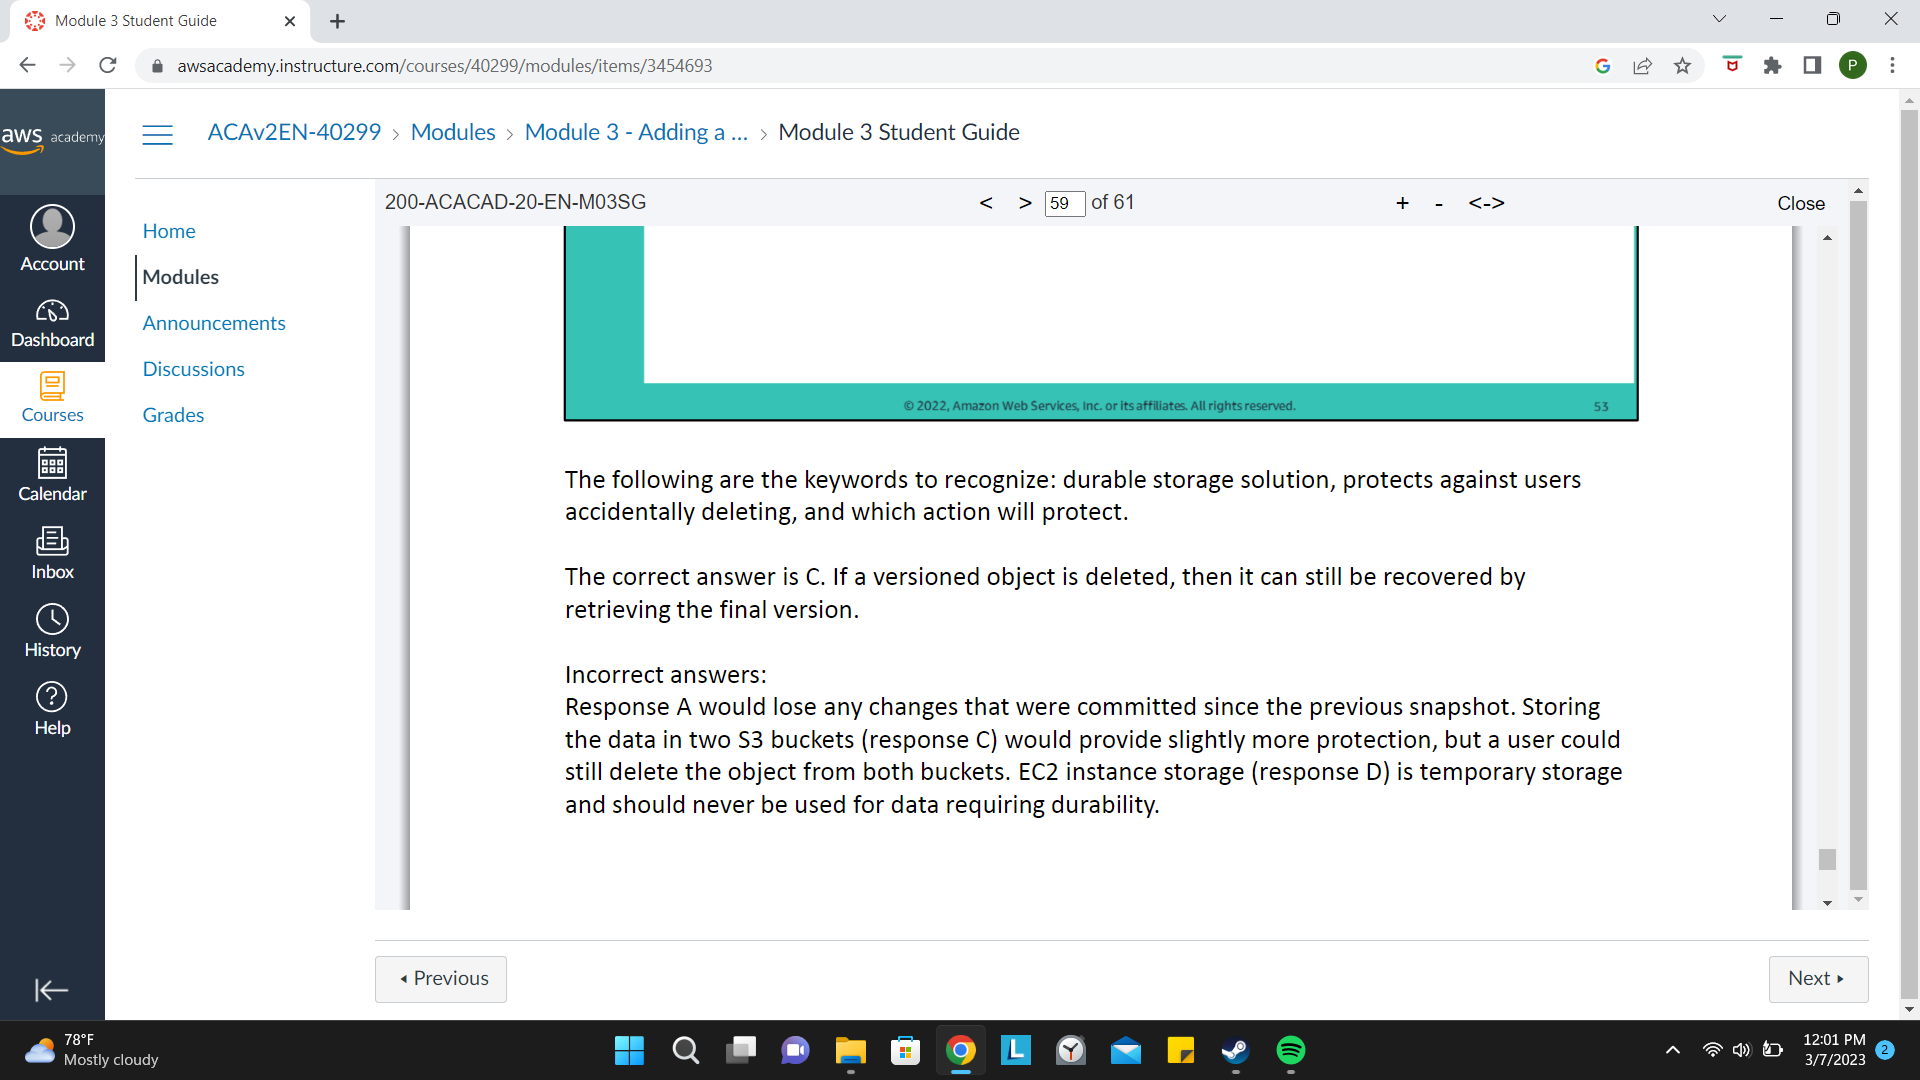 Module 3 Student Guide
awsacademy.instructure.com/courses/40299/modules/items/3454693
P
aws academy
ACAv2EN-40299 > Modules > Module 3 - Adding a ... > Module 3 Student Guide
Account
Dashboard
Courses
Calendar
Inbox
History
Help
Home
Modules
Announcements
Discussions
Grades
200-ACACAD-20-EN-M03SG
< > 59 of 61
+ - <->
Close
© 2022, Amazon Web Services, Inc. or its affiliates. All rights reserved.
53
The following are the keywords to recognize: durable storage solution, protects against users
accidentally deleting, and which action will protect.
The correct answer is C. If a versioned object is deleted, then it can still be recovered by
retrieving the final version.
Incorrect answers:
Response A would lose any changes that were committed since the previous snapshot. Storing
the data in two S3 buckets (response C) would provide slightly more protection, but a user could
still delete the object from both buckets. EC2 instance storage (response D) is temporary storage
and should never be used for data requiring durability.
Previous
Next
78°F
Mostly cloudy
L
12:01 PM
3/7/2023
2